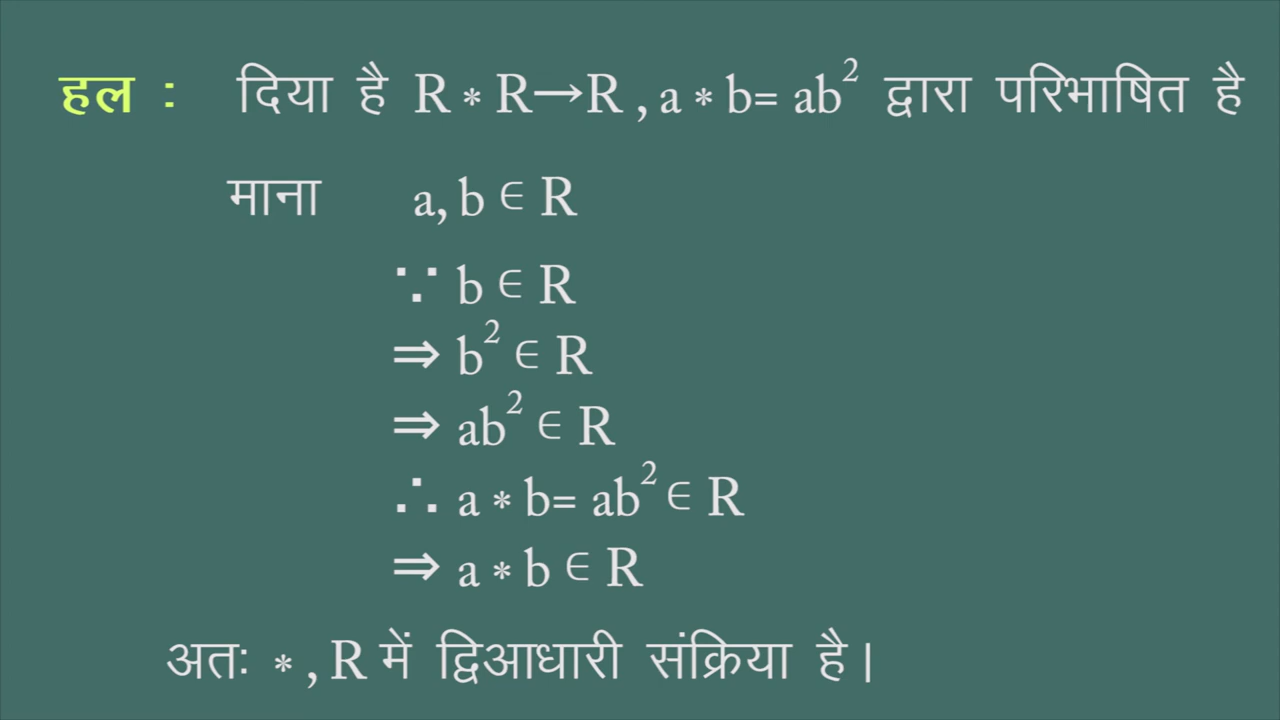 हल : दिया है R * R→R , a * b= ab² द्वारा परिभाषित है
माना a, b ∈ R
∵ b ∈ R
⇒ b² ∈ R
⇒ ab² ∈ R
∴ a * b= ab² ∈ R
⇒ a * b ∈ R
अतः * , R में द्विआधारी संक्रिया है।